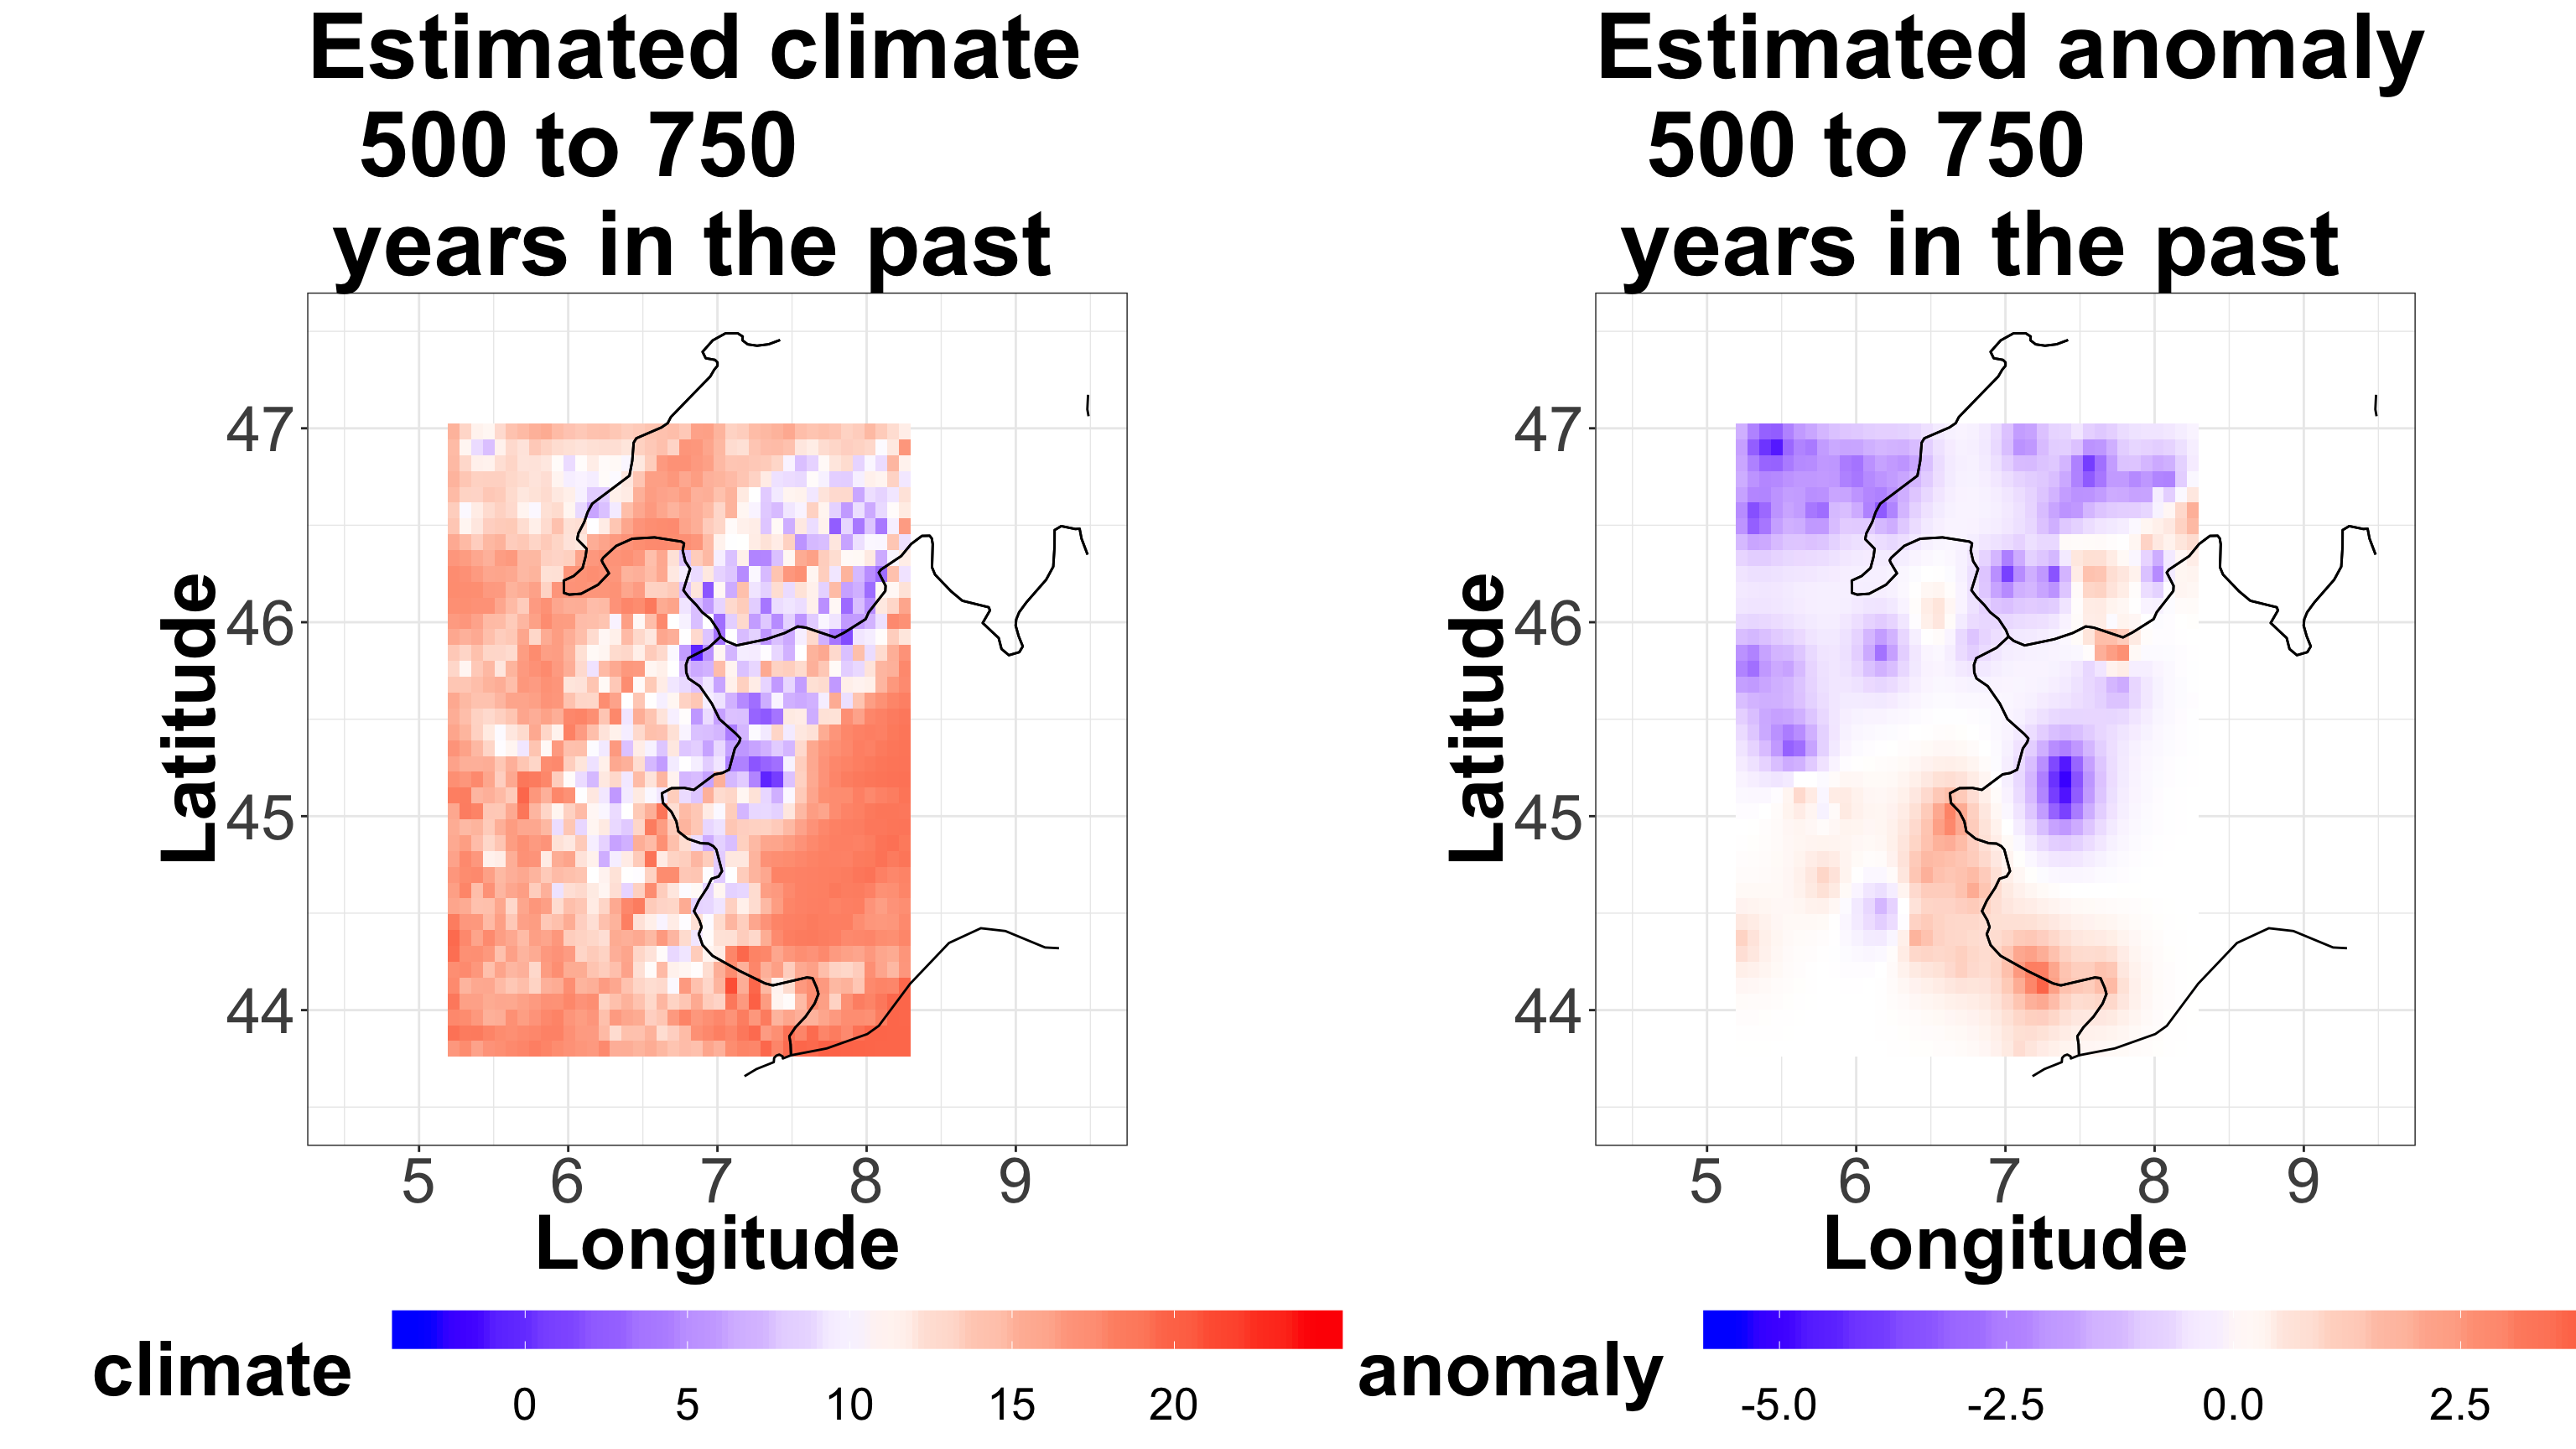 Estimated climate
500 to 750
years in the past
Latitude
47
46
45
44
5 6 7 8 9
Longitude
climate
0 5 10 15 20
Estimated anomaly
500 to 750
years in the past
Latitude
47
46
45
44
5 6 7 8 9
Longitude
anomaly
-5.0 -2.5 0.0 2.5